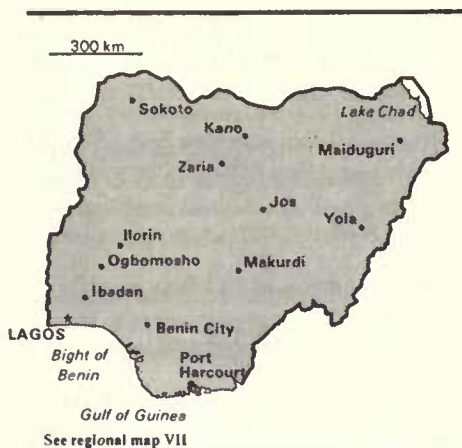 300 km
Sokoto
Lake Chad
Kano
Maiduguri
Zaria
Jos
Yola
Ilorin
Ogbomosho
Makurdi
Ibadan
LAGOS
Benin City
Bight of
Benin
Port
Harcourt
Gulf of Guinea
See regional map VII